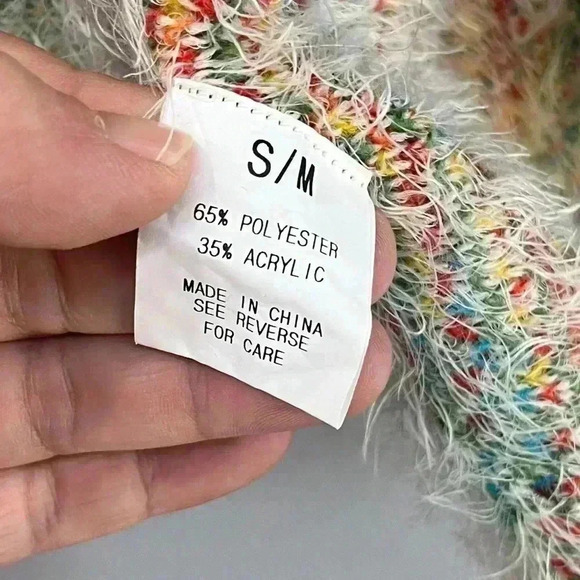 S/M
65% POLYESTER
35% ACRYLIC
MADE IN CHINA
SEE REVERSE
FOR CARE